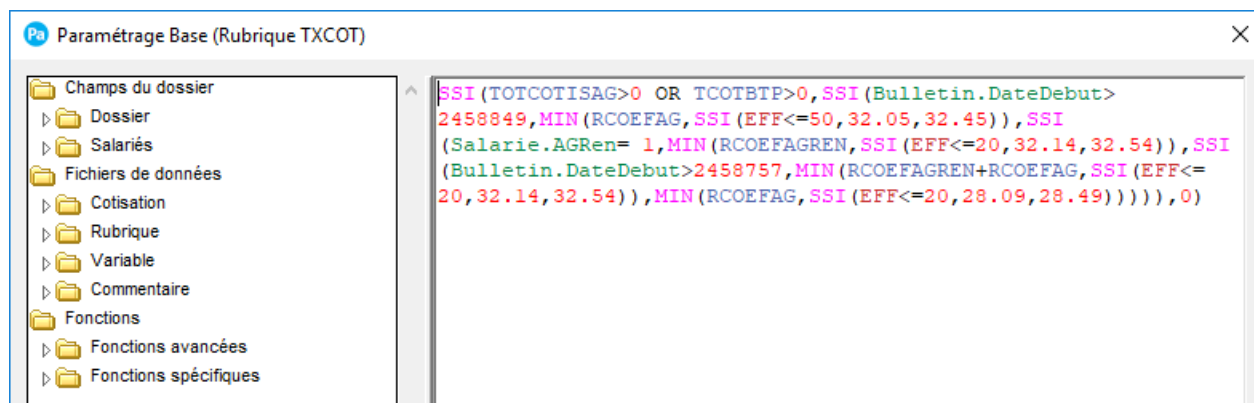 Pa Paramétrage Base (Rubrique TXCOT)
Champs du dossier
Dossier
Salariés
Fichiers de données
Cotisation
Rubrique
Variable
Commentaire
Fonctions
Fonctions avancées
Fonctions spécifiques
SSI(TOTCOTISAG>0 OR TCOTBTP>0,SSI(Bulletin.DateDebut>
2458849,MIN(RCOEFAG,SSI(EFF<=50,32.05,32.45)),SSI
(Salarie.AGRen= 1,MIN(RCOEFAGREN,SSI(EFF<=20,32.14,32.54)),SSI
(Bulletin.DateDebut>2458757,MIN(RCOEFAGREN+RCOEFAG,SSI(EFF<=
20,32.14,32.54)),MIN(RCOEFAG,SSI(EFF<=20,28.09,28.49))))),0)